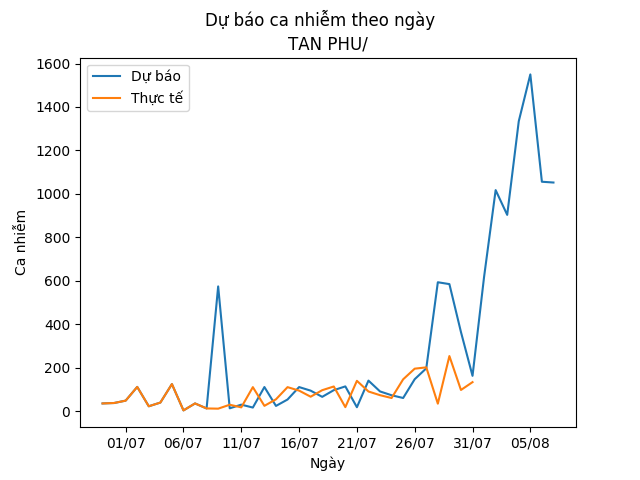 Dự báo ca nhiễm theo ngày
TAN PHU/
Dự báo
Thực tế
Ca nhiễm
1600
1400
1200
1000
800
600
400
200
0
01/07 06/07 11/07 16/07 21/07 26/07 31/07 05/08
Ngày